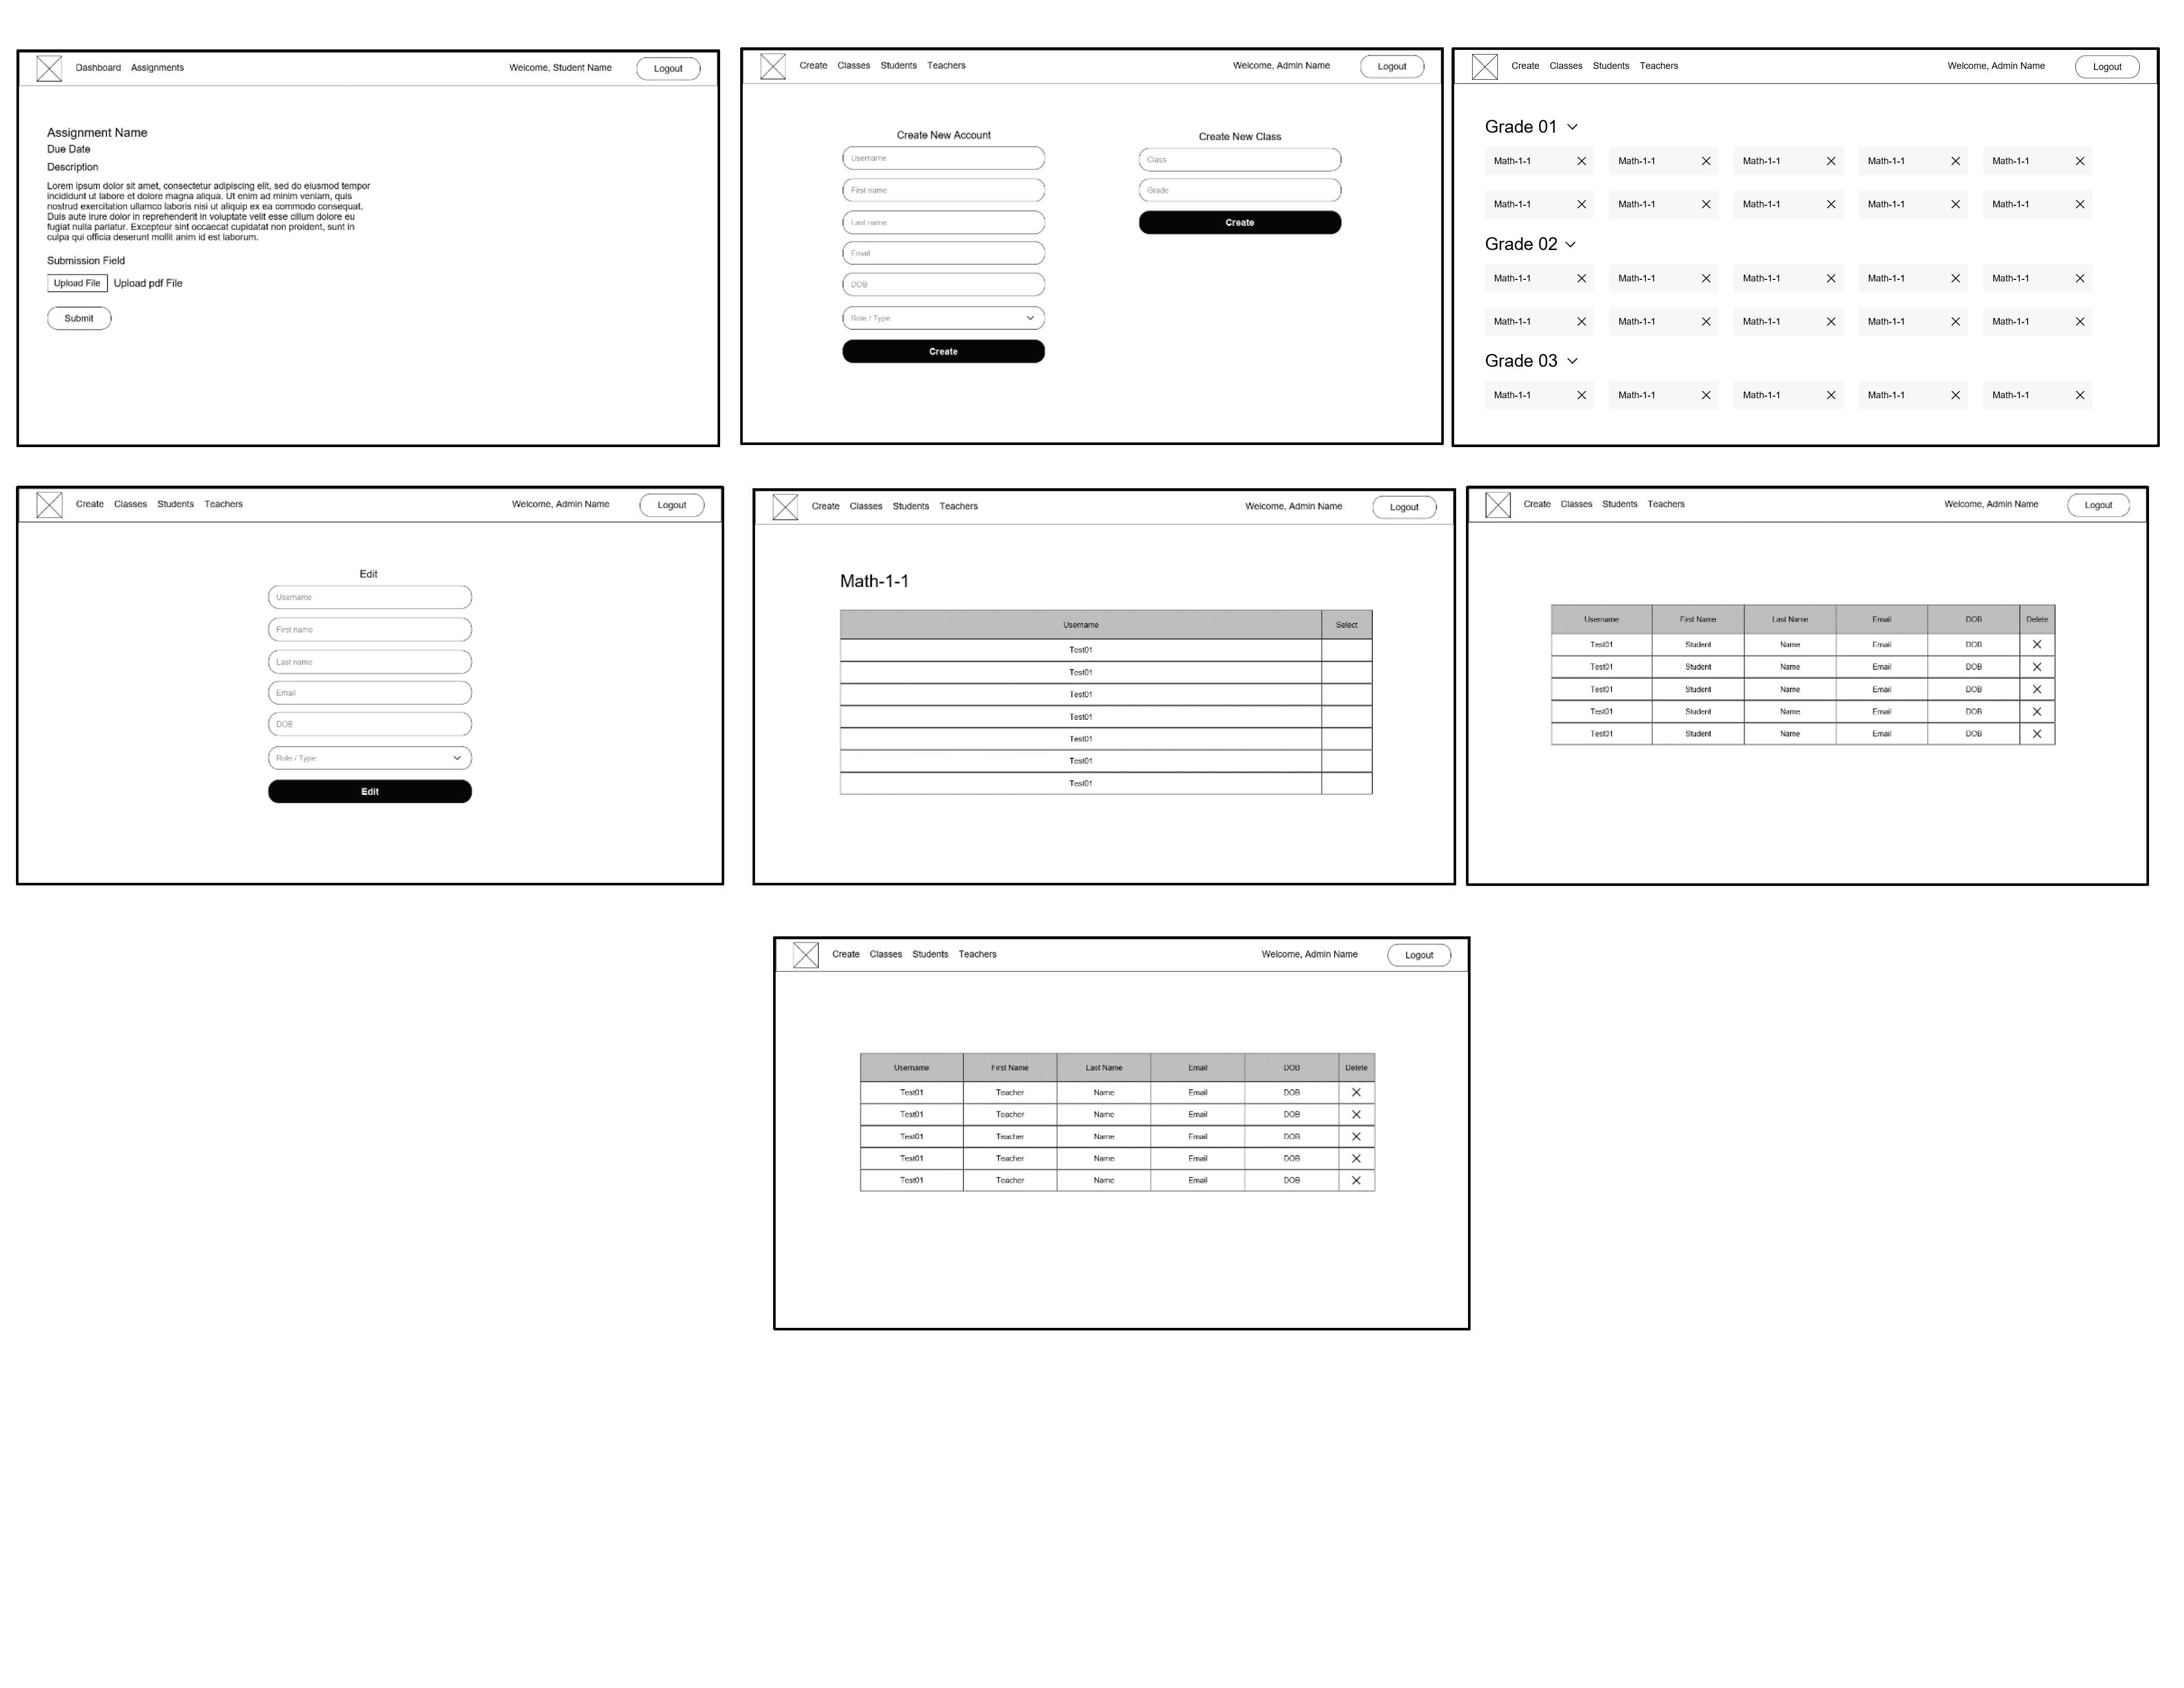 Dashboard Assignments Welcome, Student Name Logout
Assignment Name
Due Date
Description
Lorem ipsum dolor sit amet, consectetur adipiscing elit, sed do eiusmod tempor
incididunt ut labore et dolore magna aliqua. Ut enim ad minim veniam, quis
nostrud exercitation ullamco laboris nisi ut aliquip ex ea commodo consequat.
Duis aute irure dolor in reprehenderit in voluptate velit esse cillum dolore eu
fugiat nulla pariatur. Excepteur sint occaecat cupidatat non proident, sunt in
culpa qui officia deserunt mollit anim id est laborum.
Submission Field
Upload File Upload pdf File
Submit
Create Classes Students Teachers Welcome, Admin Name Logout
Create New Account
Username
First name
Last name
Email
DOB
Role / Type
Create
Create New Class
Class
Grade
Create
Create Classes Students Teachers Welcome, Admin Name Logout
Grade 01
Math-1-1 Math-1-1 Math-1-1 Math-1-1 Math-1-1
Math-1-1 Math-1-1 Math-1-1 Math-1-1 Math-1-1
Grade 02
Math-1-1 Math-1-1 Math-1-1 Math-1-1 Math-1-1
Math-1-1 Math-1-1 Math-1-1 Math-1-1 Math-1-1
Grade 03
Math-1-1 Math-1-1 Math-1-1 Math-1-1 Math-1-1
Create Classes Students Teachers Welcome, Admin Name Logout
Edit
Username
First name
Last name
Email
DOB
Role / Type
Edit
Create Classes Students Teachers Welcome, Admin Name Logout
Math-1-1
Username Select
Test01
Test01
Test01
Test01
Test01
Test01
Test01
Create Classes Students Teachers Welcome, Admin Name Logout
Username First Name Last Name Email DOB Delete
Test01 Student Name Email DOB
Test01 Student Name Email DOB
Test01 Student Name Email DOB
Test01 Student Name Email DOB
Test01 Student Name Email DOB
Create Classes Students Teachers Welcome, Admin Name Logout
Username First Name Last Name Email DOB Delete
Test01 Teacher Name Email DOB
Test01 Teacher Name Email DOB
Test01 Teacher Name Email DOB
Test01 Teacher Name Email DOB
Test01 Teacher Name Email DOB